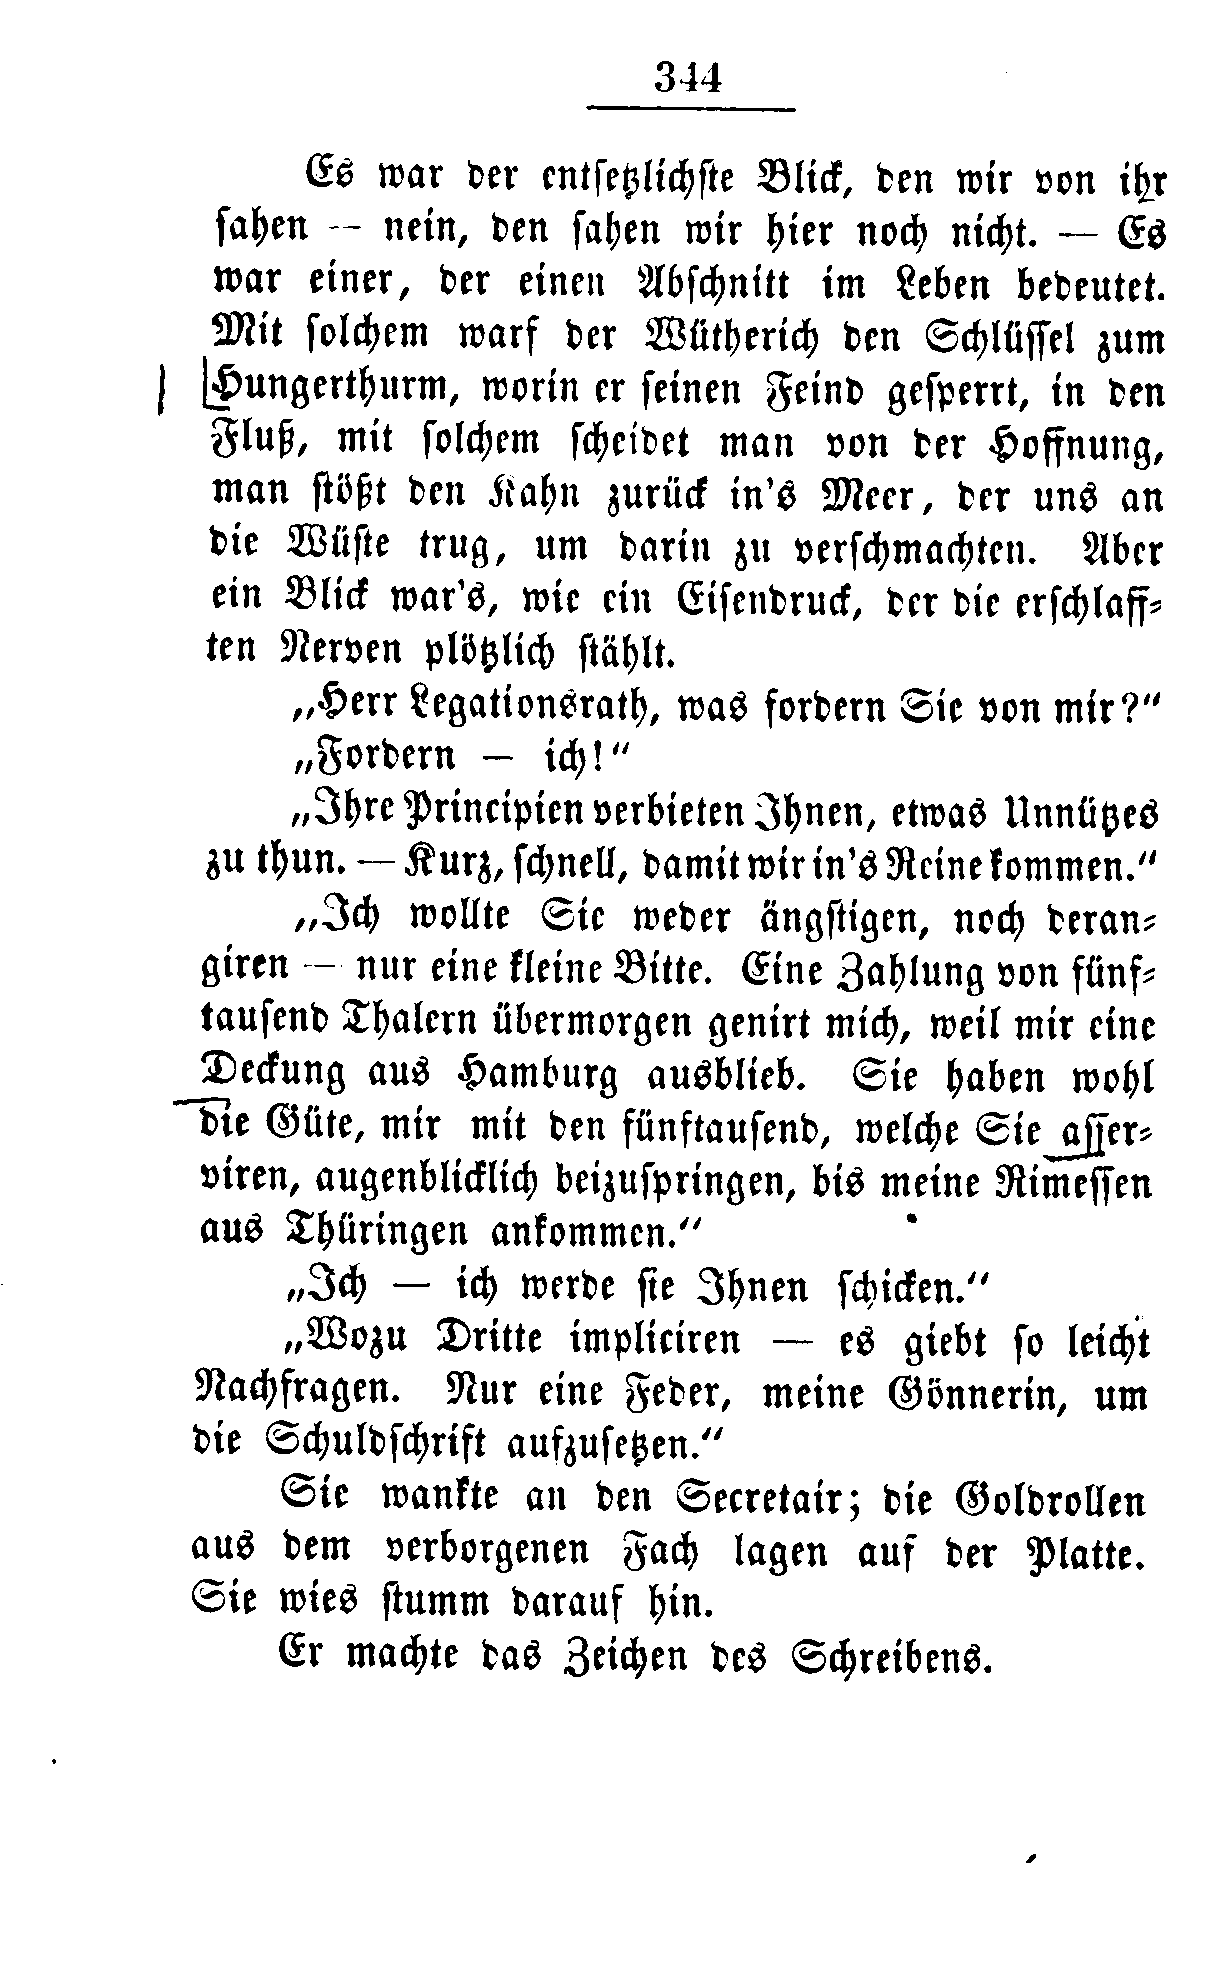 344
Es war der entsetzlichste Blick, den wir von ihr
sahen — nein, den sahen wir hier noch nicht. — Es
war einer, der einen Abschnitt im Leben bedeutet.
Mit solchem warf der Wütherich den Schlüssel zum
Hungerthurm, worin er seinen Feind gesperrt, in den
Fluß, mit solchem scheidet man von der Hoffnung,
man stößt den Kahn zurück in's Meer, der uns an
die Wüste trug, um darin zu verschmachten. Aber
ein Blick war's, wie ein Eisendruck, der die erschlaff-
ten Nerven plötzlich stählt.
„Herr Legationsrath, was fordern Sie von mir?“
„Fordern — ich!“
„Ihre Principien verbieten Ihnen, etwas Unnützes
zu thun. — Kurz, schnell, damit wir in's Reine kommen.“
„Ich wollte Sie weder ängstigen, noch deran-
giren — nur eine kleine Bitte. Eine Zahlung von fünf-
tausend Thalern übermorgen genirt mich, weil mir eine
Deckung aus Hamburg ausblieb. Sie haben wohl
die Güte, mir mit den fünftausend, welche Sie asser-
viren, augenblicklich beizuspringen, bis meine Rimessen
aus Thüringen ankommen.“
„Ich — ich werde sie Ihnen schicken.“
„Wozu Dritte impliciren — es giebt so leicht
Nachfragen. Nur eine Feder, meine Gönnerin, um
die Schuldschrift aufzusetzen.“
Sie wankte an den Secretair; die Goldrollen
aus dem verborgenen Fach lagen auf der Platte.
Sie wies stumm darauf hin.
Er machte das Zeichen des Schreibens.